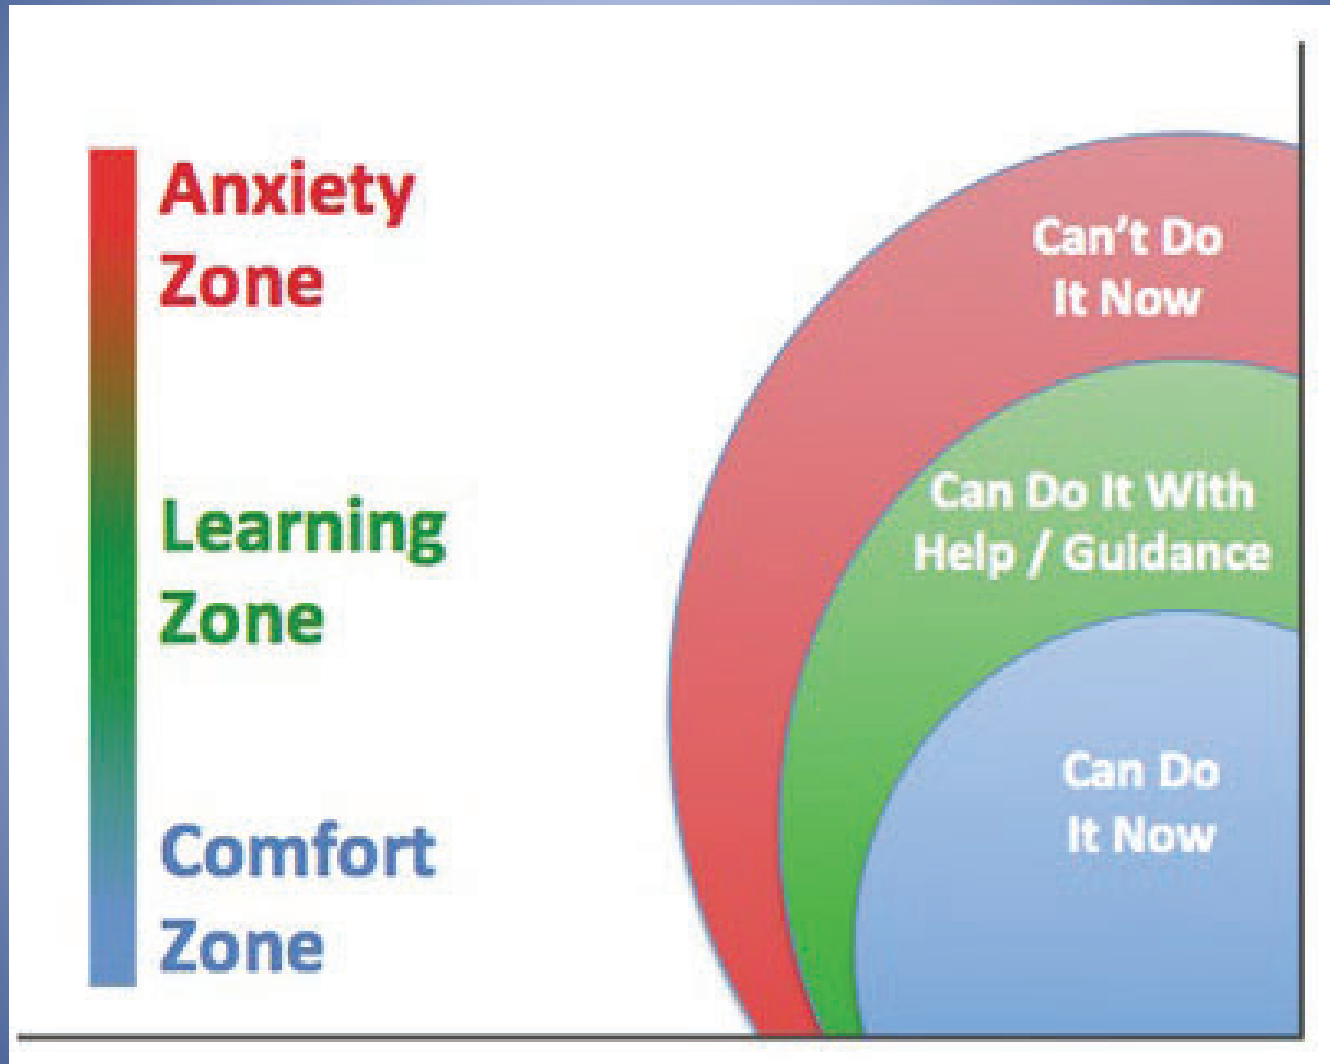 Anxiety
Zone
Learning
Zone
Comfort
Zone
Can't Do
It Now
Can Do It With
Help / Guidance
Can Do
It Now